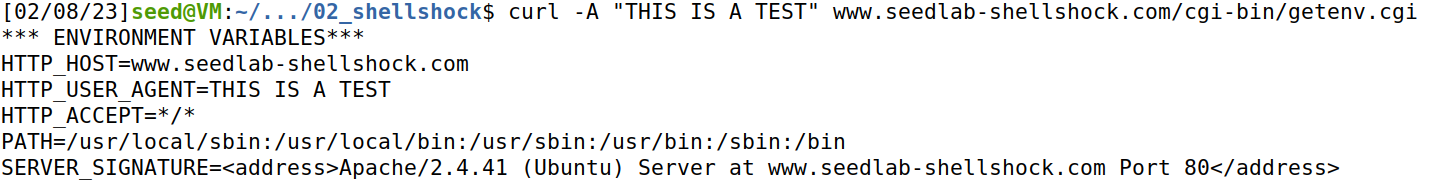 [02/08/23]seed@VM:~/.../02_shellshock$ curl -A "THIS IS A TEST" www.seedlab-shellshock.com/cgi-bin/getenv.cgi
*** ENVIRONMENT VARIABLES***
HTTP_HOST=www.seedlab-shellshock.com
HTTP_USER_AGENT=THIS IS A TEST
HTTP_ACCEPT=*/*
PATH=/usr/local/sbin:/usr/local/bin:/usr/sbin:/usr/bin:/sbin:/bin
SERVER_SIGNATURE=<address>Apache/2.4.41 (Ubuntu) Server at www.seedlab-shellshock.com Port 80</address>